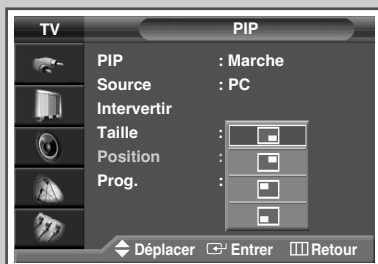 TV PIP
PIP : Marche
Source : PC
Intervertir
Taille :
Position :
Prog. :
Déplacer Entrer Retour